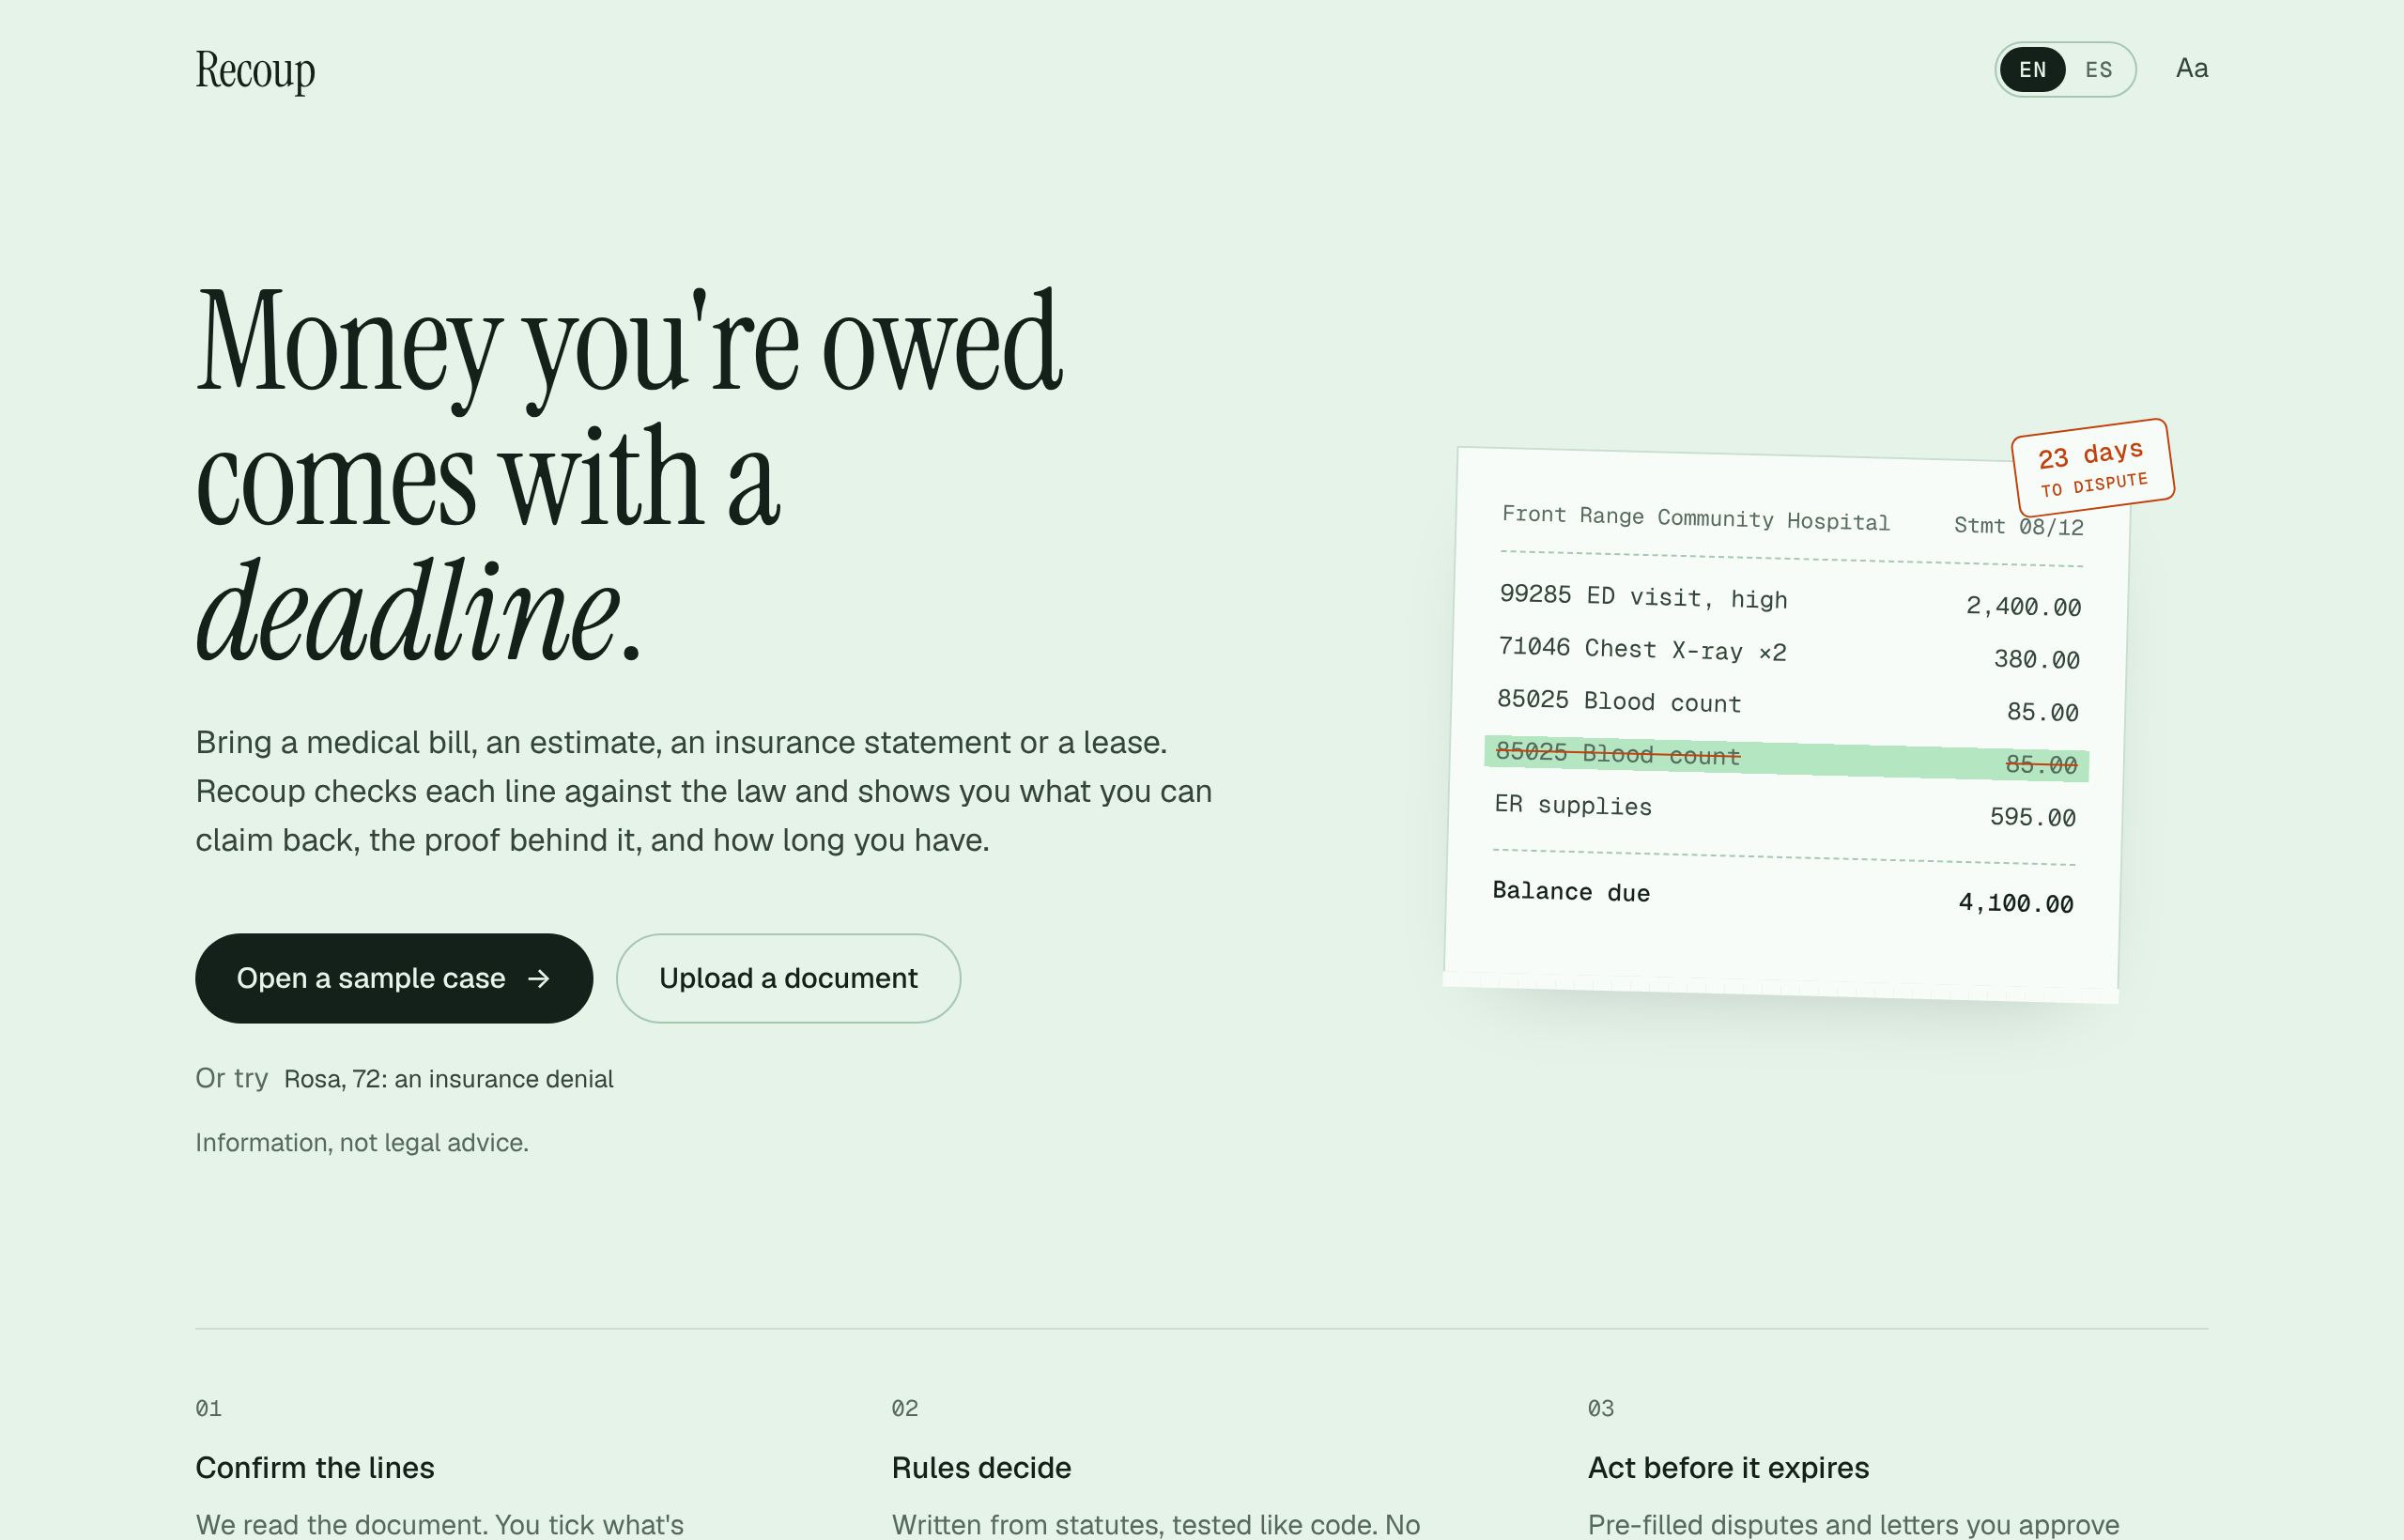 Recoup
EN ES Aa
Money you're owed
comes with a
deadline.
Bring a medical bill, an estimate, an insurance statement or a lease.
Recoup checks each line against the law and shows you what you can
claim back, the proof behind it, and how long you have.
Open a sample case →
Upload a document
Or try Rosa, 72: an insurance denial
Information, not legal advice.
23 days
TO DISPUTE
Front Range Community Hospital Stmt 08/12
99285 ED visit, high 2,400.00
71046 Chest X-ray ×2 380.00
85025 Blood count 85.00
85025 Blood count 85.00
ER supplies 595.00
Balance due 4,100.00
01
Confirm the lines
We read the document. You tick what's
02
Rules decide
Written from statutes, tested like code. No
03
Act before it expires
Pre-filled disputes and letters you approve